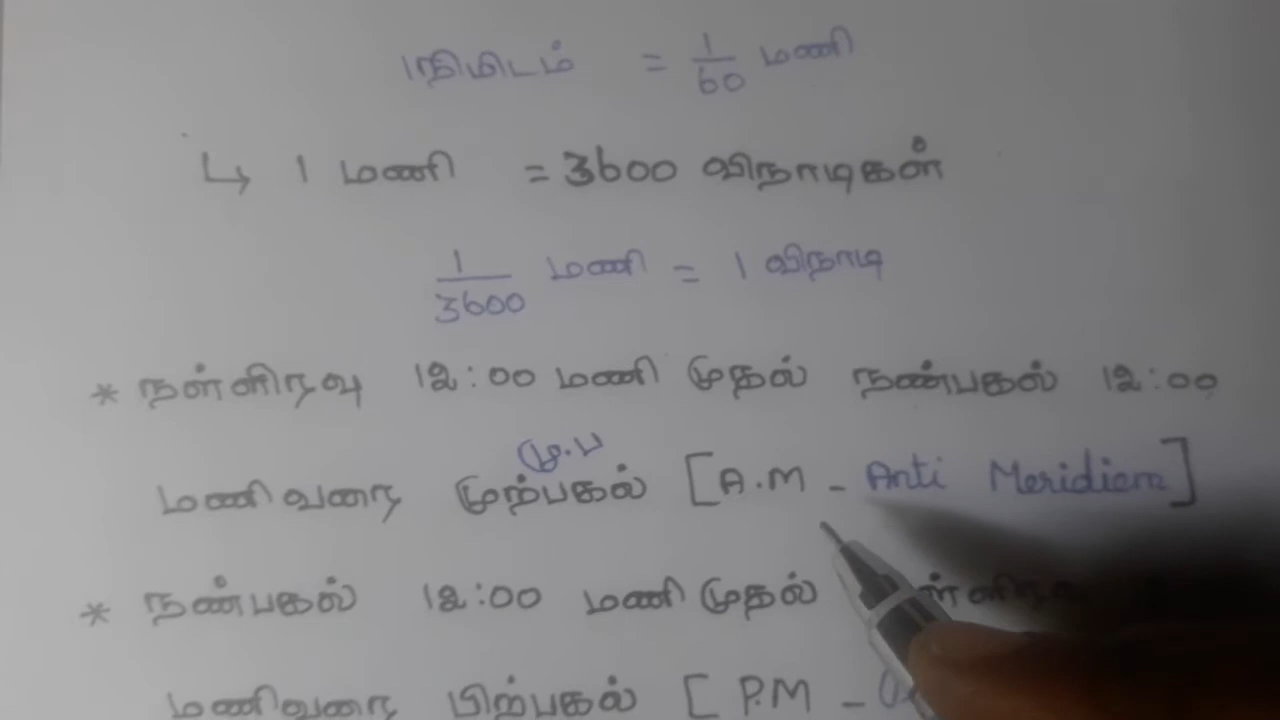 1 நிமிடம் = 1/60 மணி
↳ 1 மணி = 3600 விநாடிகள்
1/3600 மணி = 1 விநாடி
* நள்ளிரவு 12:00 மணி முதல் நண்பகல் 12:00
மு.ப
மணிவரை முற்பகல் [A.M - Anti Meridiem]
* நண்பகல் 12:00 மணி முதல்
மணிவரை பிற்பகல் [P.M -